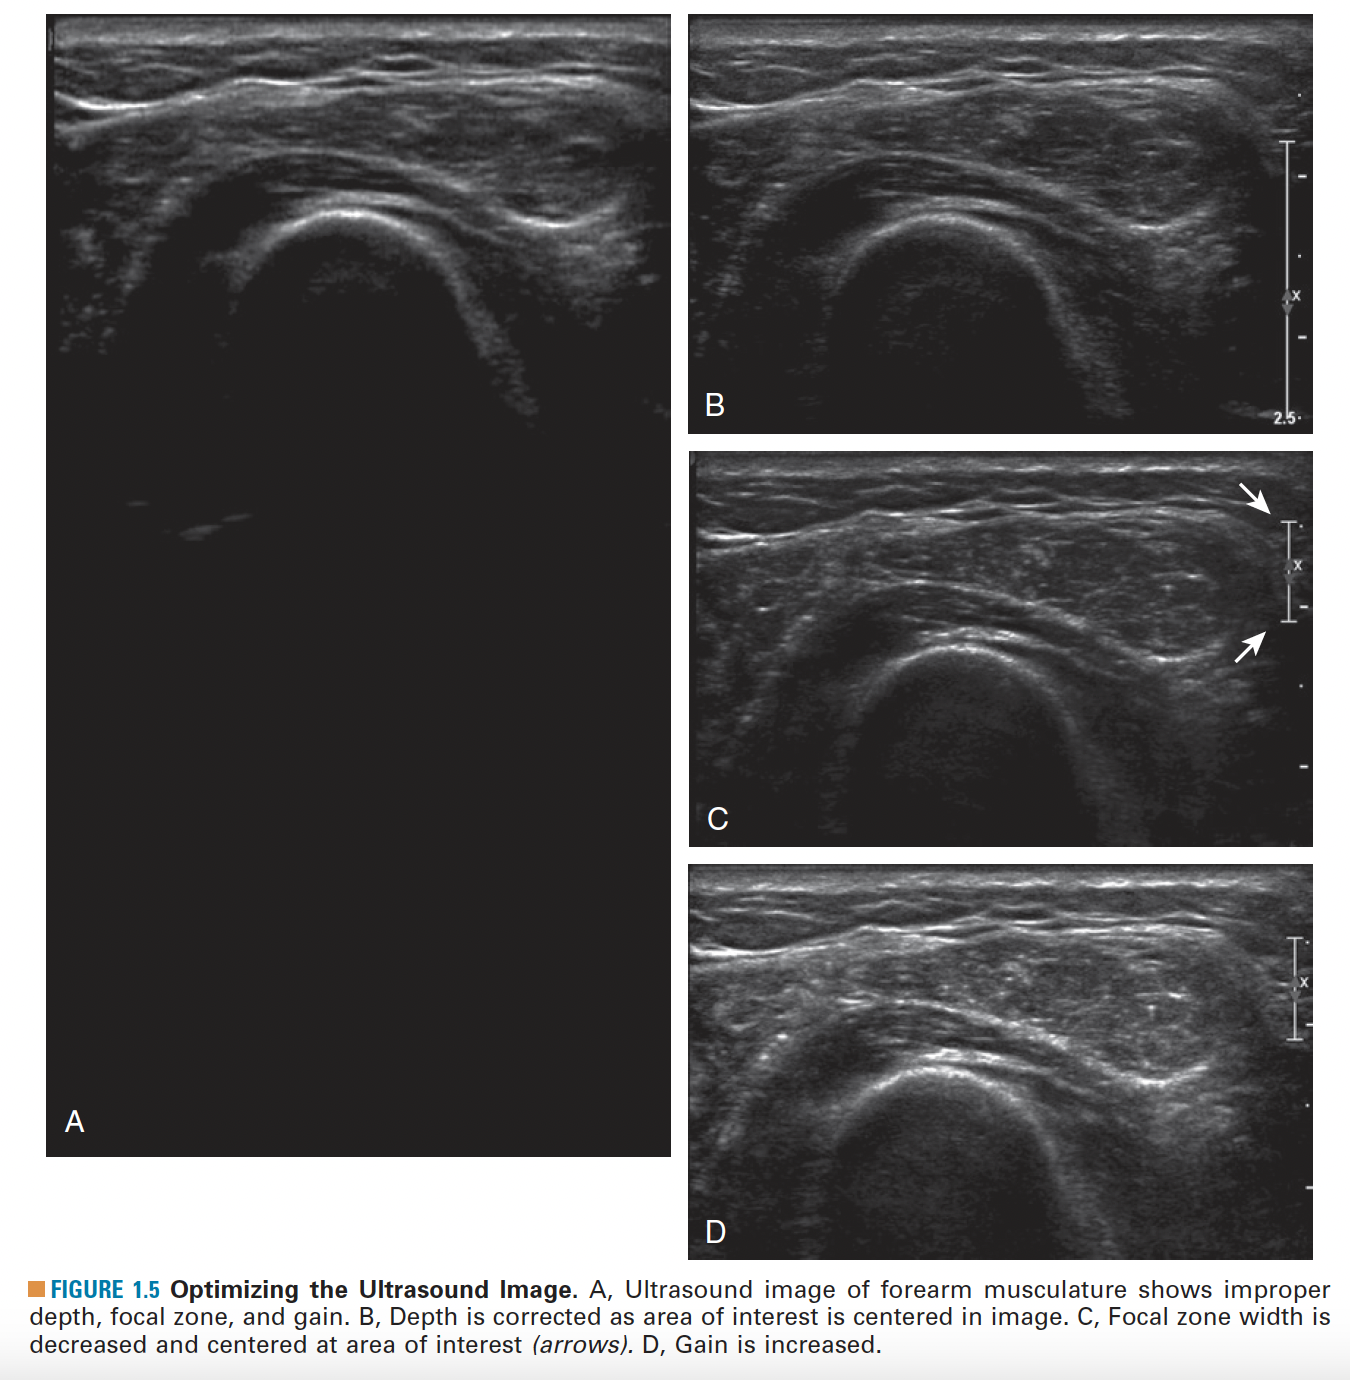 A
B
x
2.5
C
x
D
x
FIGURE 1.5 Optimizing the Ultrasound Image. A, Ultrasound image of forearm musculature shows improper
depth, focal zone, and gain. B, Depth is corrected as area of interest is centered in image. C, Focal zone width is
decreased and centered at area of interest (arrows). D, Gain is increased.